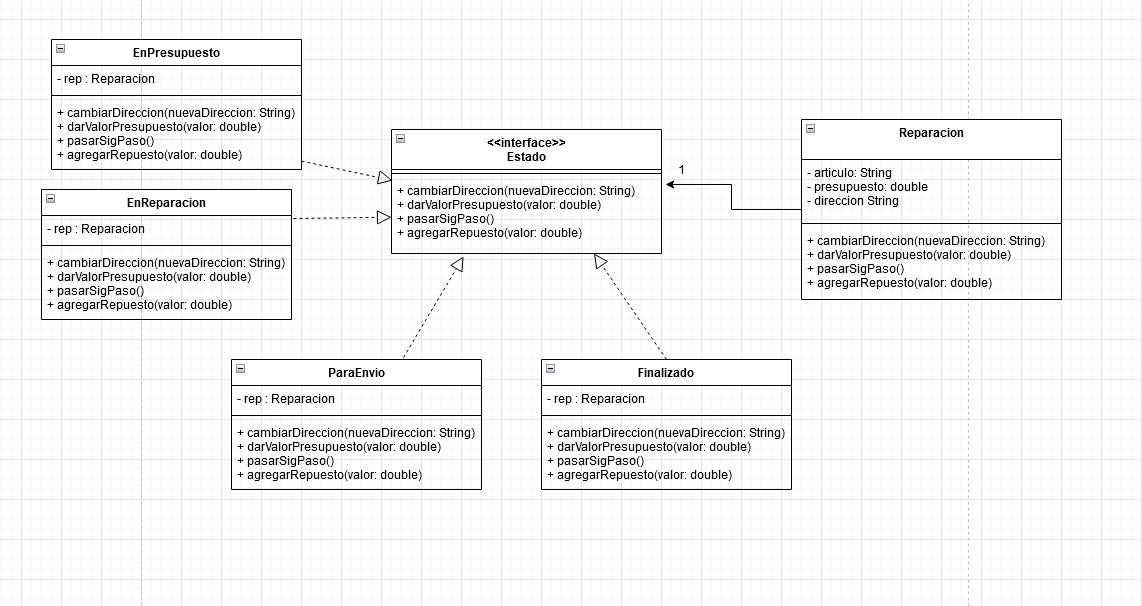 EnPresupuesto
- rep : Reparacion
+ cambiarDireccion(nuevaDireccion: String)
+ darValorPresupuesto(valor: double)
+ pasarSigPaso()
+ agregarRepuesto(valor: double)
<<interface>>
Estado
+ cambiarDireccion(nuevaDireccion: String)
+ darValorPresupuesto(valor: double)
+ pasarSigPaso()
+ agregarRepuesto(valor: double)
1
Reparacion
- articulo: String
- presupuesto: double
- direccion String
+ cambiarDireccion(nuevaDireccion: String)
+ darValorPresupuesto(valor: double)
+ pasarSigPaso()
+ agregarRepuesto(valor: double)
EnReparacion
- rep : Reparacion
+ cambiarDireccion(nuevaDireccion: String)
+ darValorPresupuesto(valor: double)
+ pasarSigPaso()
+ agregarRepuesto(valor: double)
ParaEnvio
- rep : Reparacion
+ cambiarDireccion(nuevaDireccion: String)
+ darValorPresupuesto(valor: double)
+ pasarSigPaso()
+ agregarRepuesto(valor: double)
Finalizado
- rep : Reparacion
+ cambiarDireccion(nuevaDireccion: String)
+ darValorPresupuesto(valor: double)
+ pasarSigPaso()
+ agregarRepuesto(valor: double)